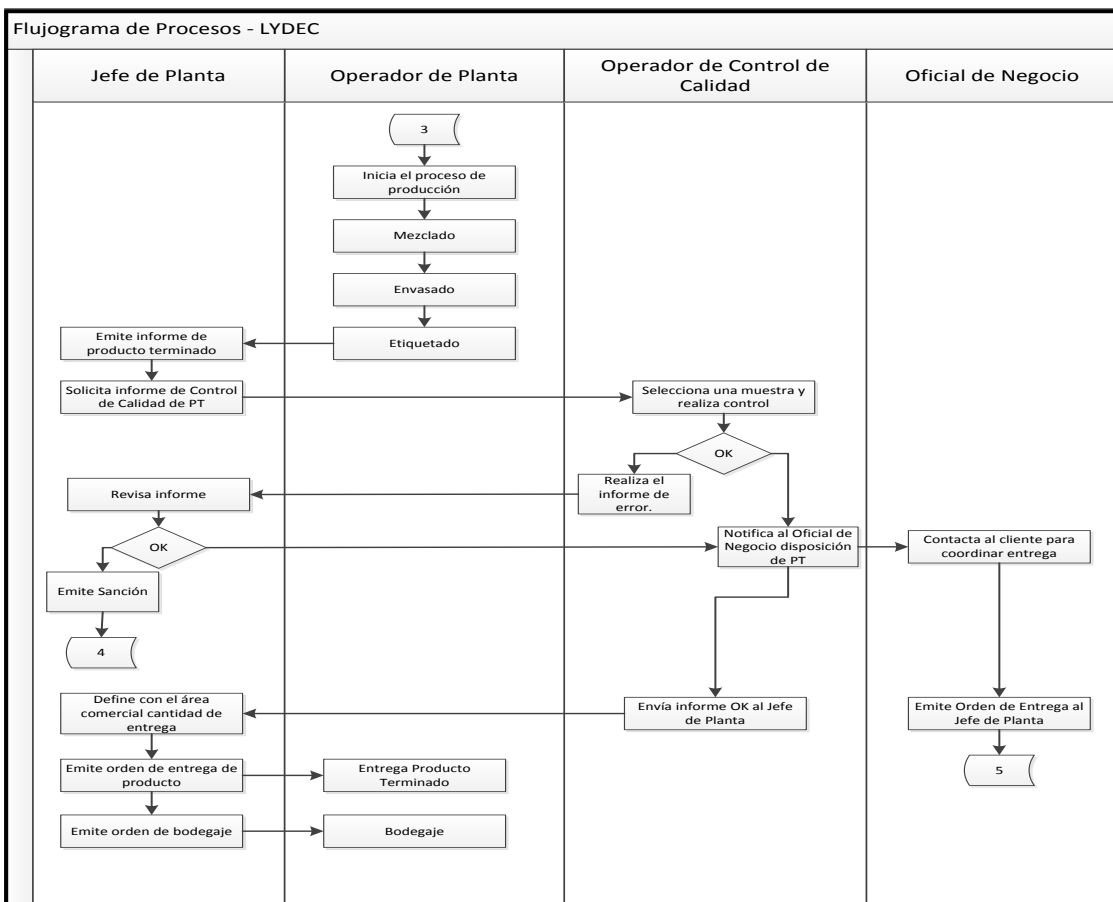 Flujograma de Procesos - LYDEC
Jefe de Planta
Operador de Planta
Operador de Control de
Calidad
Oficial de Negocio
3
Inicia el proceso de
producción
Mezclado
Envasado
Etiquetado
Emite informe de
producto terminado
Solicita informe de Control
de Calidad de PT
Selecciona una muestra y
realiza control
OK
Realiza el
informe de
error.
Revisa informe
OK
Notifica al Oficial de
Negocio disposición
de PT
Contacta al cliente para
coordinar entrega
Emite Sanción
4
Define con el área
comercial cantidad de
entrega
Envía informe OK al Jefe
de Planta
Emite Orden de Entrega al
Jefe de Planta
5
Emite orden de entrega de
producto
Entrega Producto
Terminado
Emite orden de bodegaje
Bodegaje